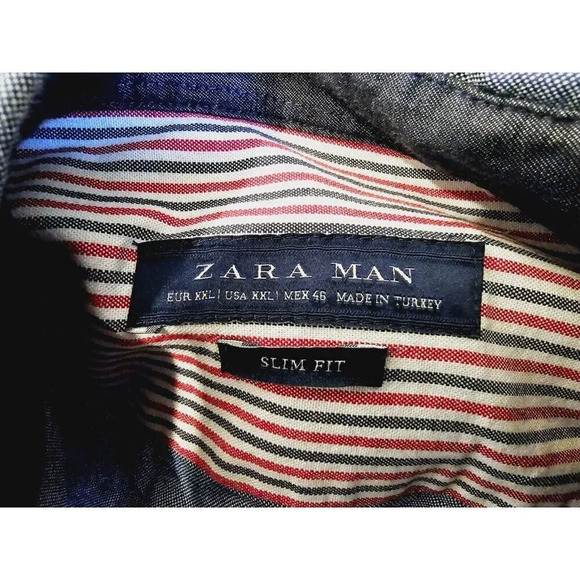 ZARA MAN
EUR XXL | USA XXL | MEX 46 MADE IN TURKEY
SLIM FIT